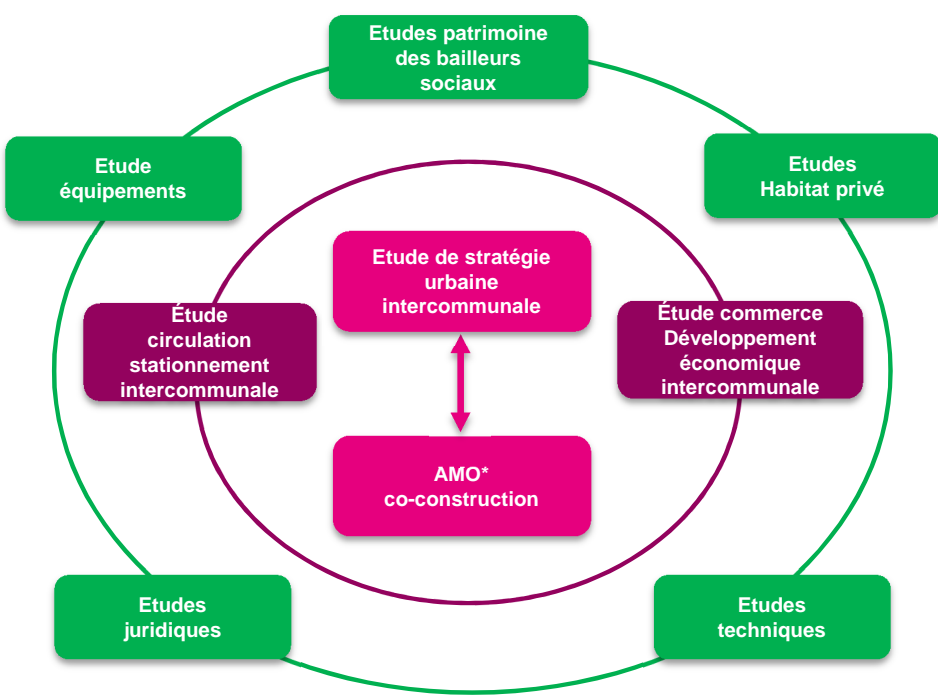 Etudes patrimoine
des bailleurs
sociaux
Etude
équipements
Etudes
Habitat privé
Etude de stratégie
urbaine
intercommunale
Étude
circulation
stationnement
intercommunale
Étude commerce
Développement
économique
intercommunale
AMO*
co-construction
Etudes
juridiques
Etudes
techniques